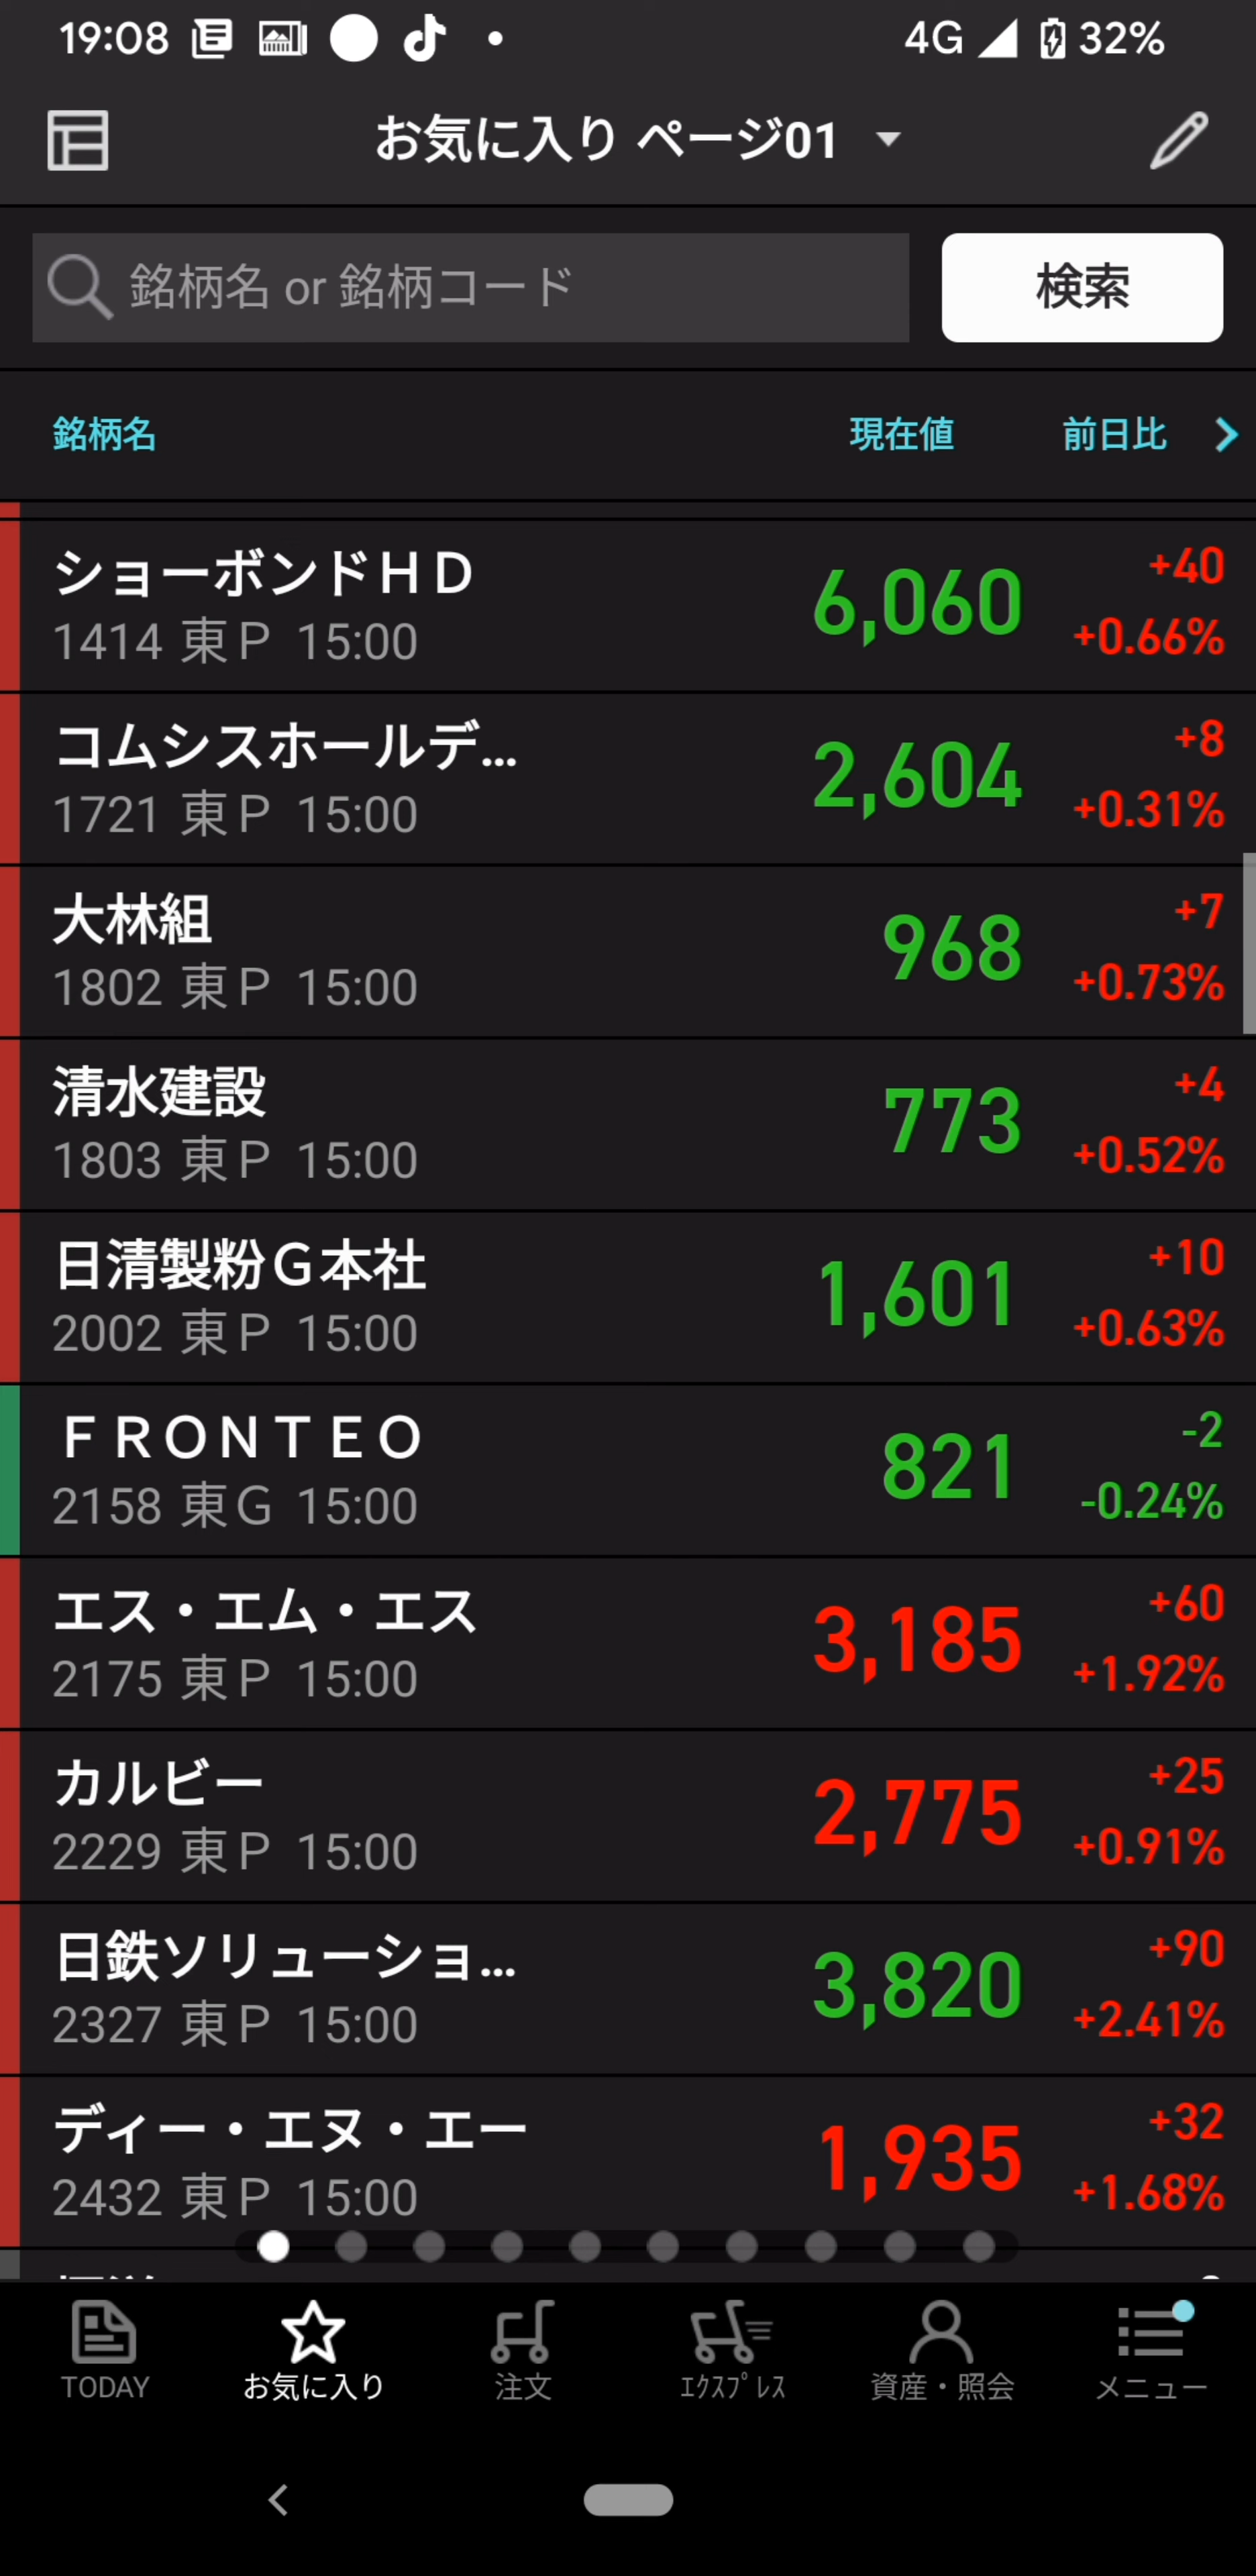 19:08 4G 32%
お気に入り ページ01
銘柄名 or 銘柄コード 検索
銘柄名 現在値 前日比
ショーボンドＨＤ 6,060 +40
1414 東Ｐ 15:00 +0.66%
コムシスホールデ... 2,604 +8
1721 東Ｐ 15:00 +0.31%
大林組 968 +7
1802 東Ｐ 15:00 +0.73%
清水建設 773 +4
1803 東Ｐ 15:00 +0.52%
日清製粉Ｇ本社 1,601 +10
2002 東Ｐ 15:00 +0.63%
ＦＲＯＮＴＥＯ 821 -2
2158 東Ｇ 15:00 -0.24%
エス・エム・エス 3,185 +60
2175 東Ｐ 15:00 +1.92%
カルビー 2,775 +25
2229 東Ｐ 15:00 +0.91%
日鉄ソリューショ... 3,820 +90
2327 東Ｐ 15:00 +2.41%
ディー・エヌ・エー 1,935 +32
2432 東Ｐ 15:00 +1.68%
TODAY お気に入り 注文 ｴｸｽﾌﾟﾚｽ 資産・照会 メニュー